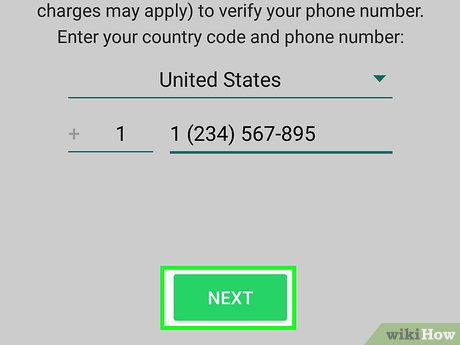 charges may apply) to verify your phone number.
Enter your country code and phone number:
United States
+ 1 1 (234) 567-895
NEXT
wikiHow